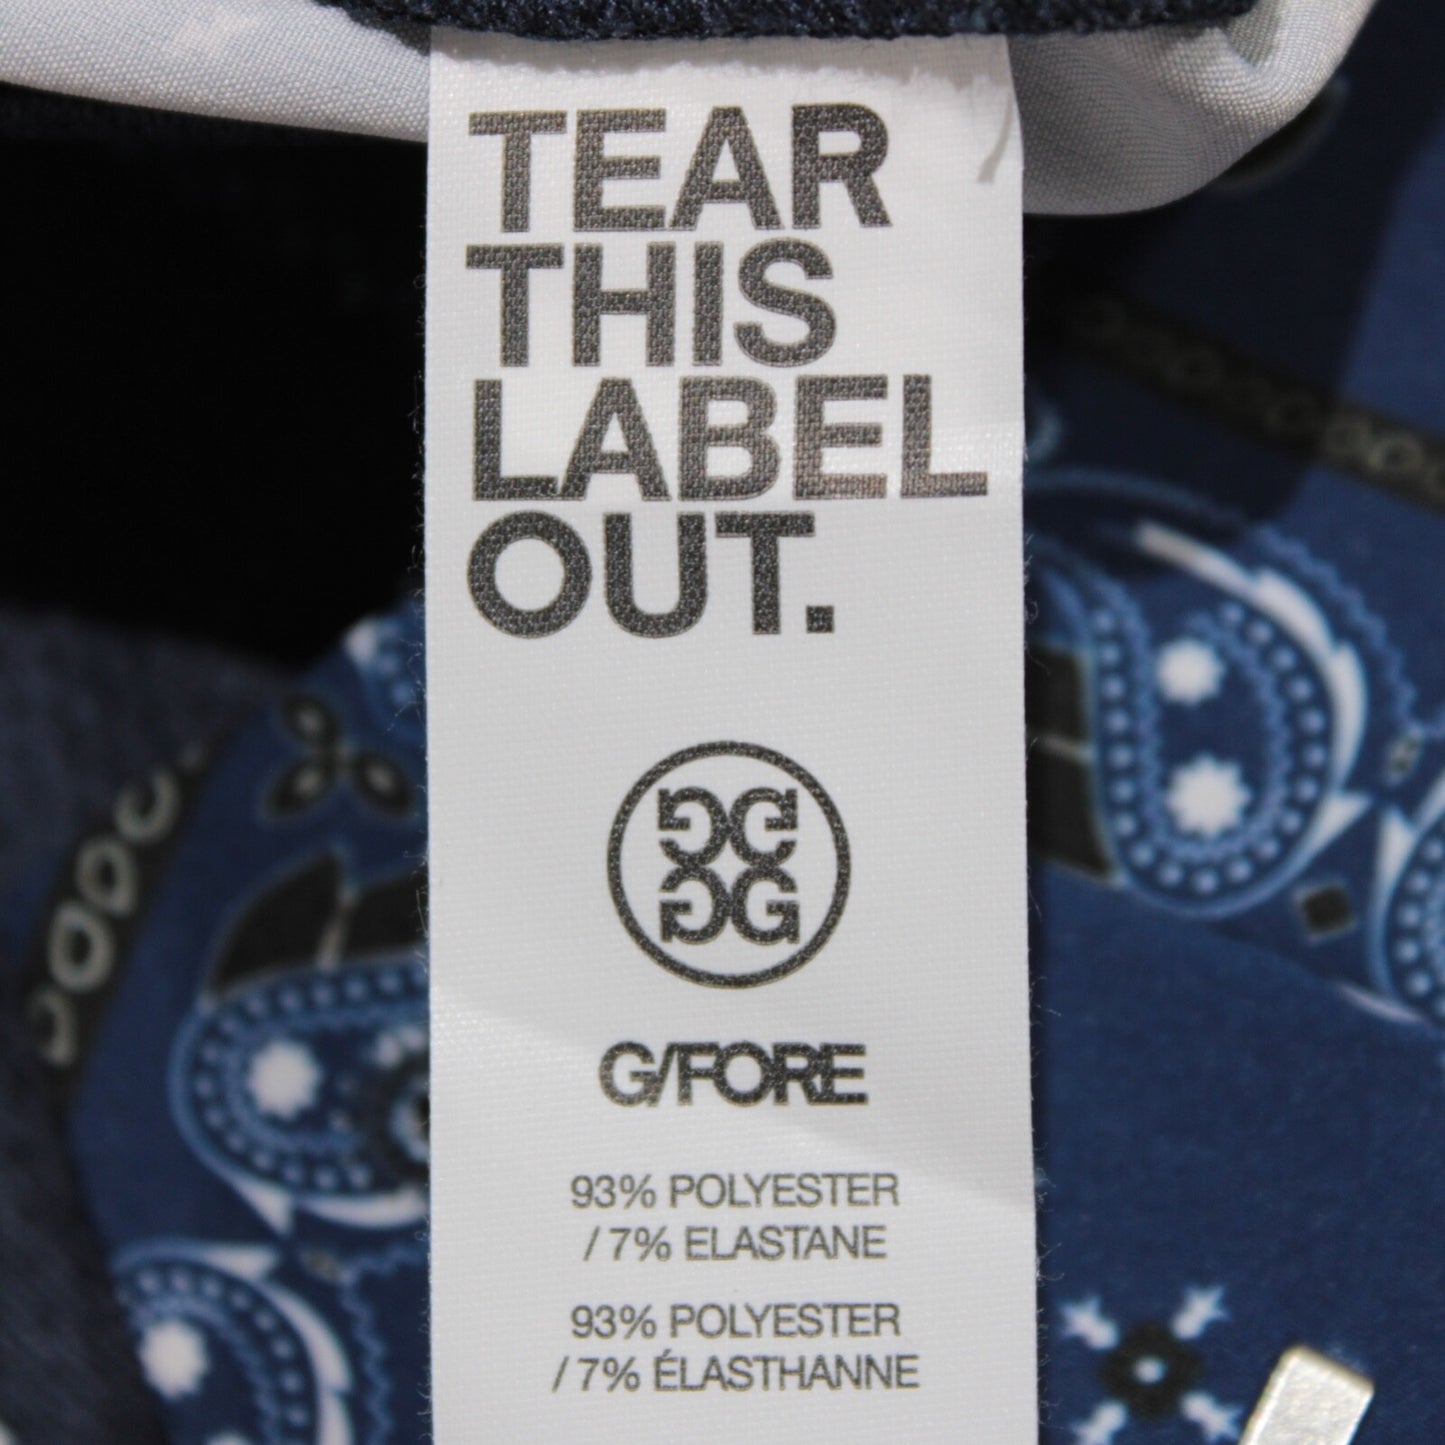 TEAR
THIS
LABEL
OUT.
G/FORE
93% POLYESTER
/ 7% ELASTANE
93% POLYESTER
/ 7% ÉLASTHANNE